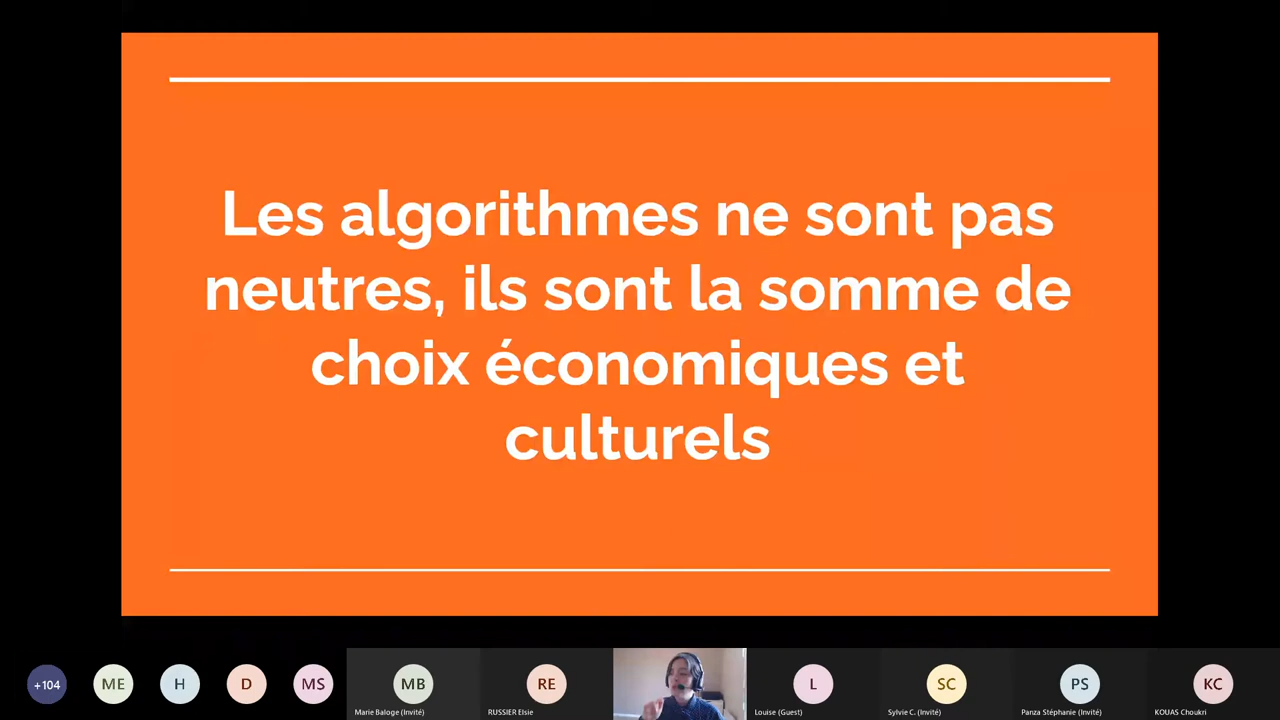 Les algorithmes ne sont pas
neutres, ils sont la somme de
choix économiques et
culturels
+104
ME
H
D
MS
MB
RE
L
SC
PS
KC
Marie Baloge (Invité)
RUSSIER Elsie
Louise (Guest)
Sylvie C. (Invité)
Panza Stéphanie (Invité)
KOUAS Choukri